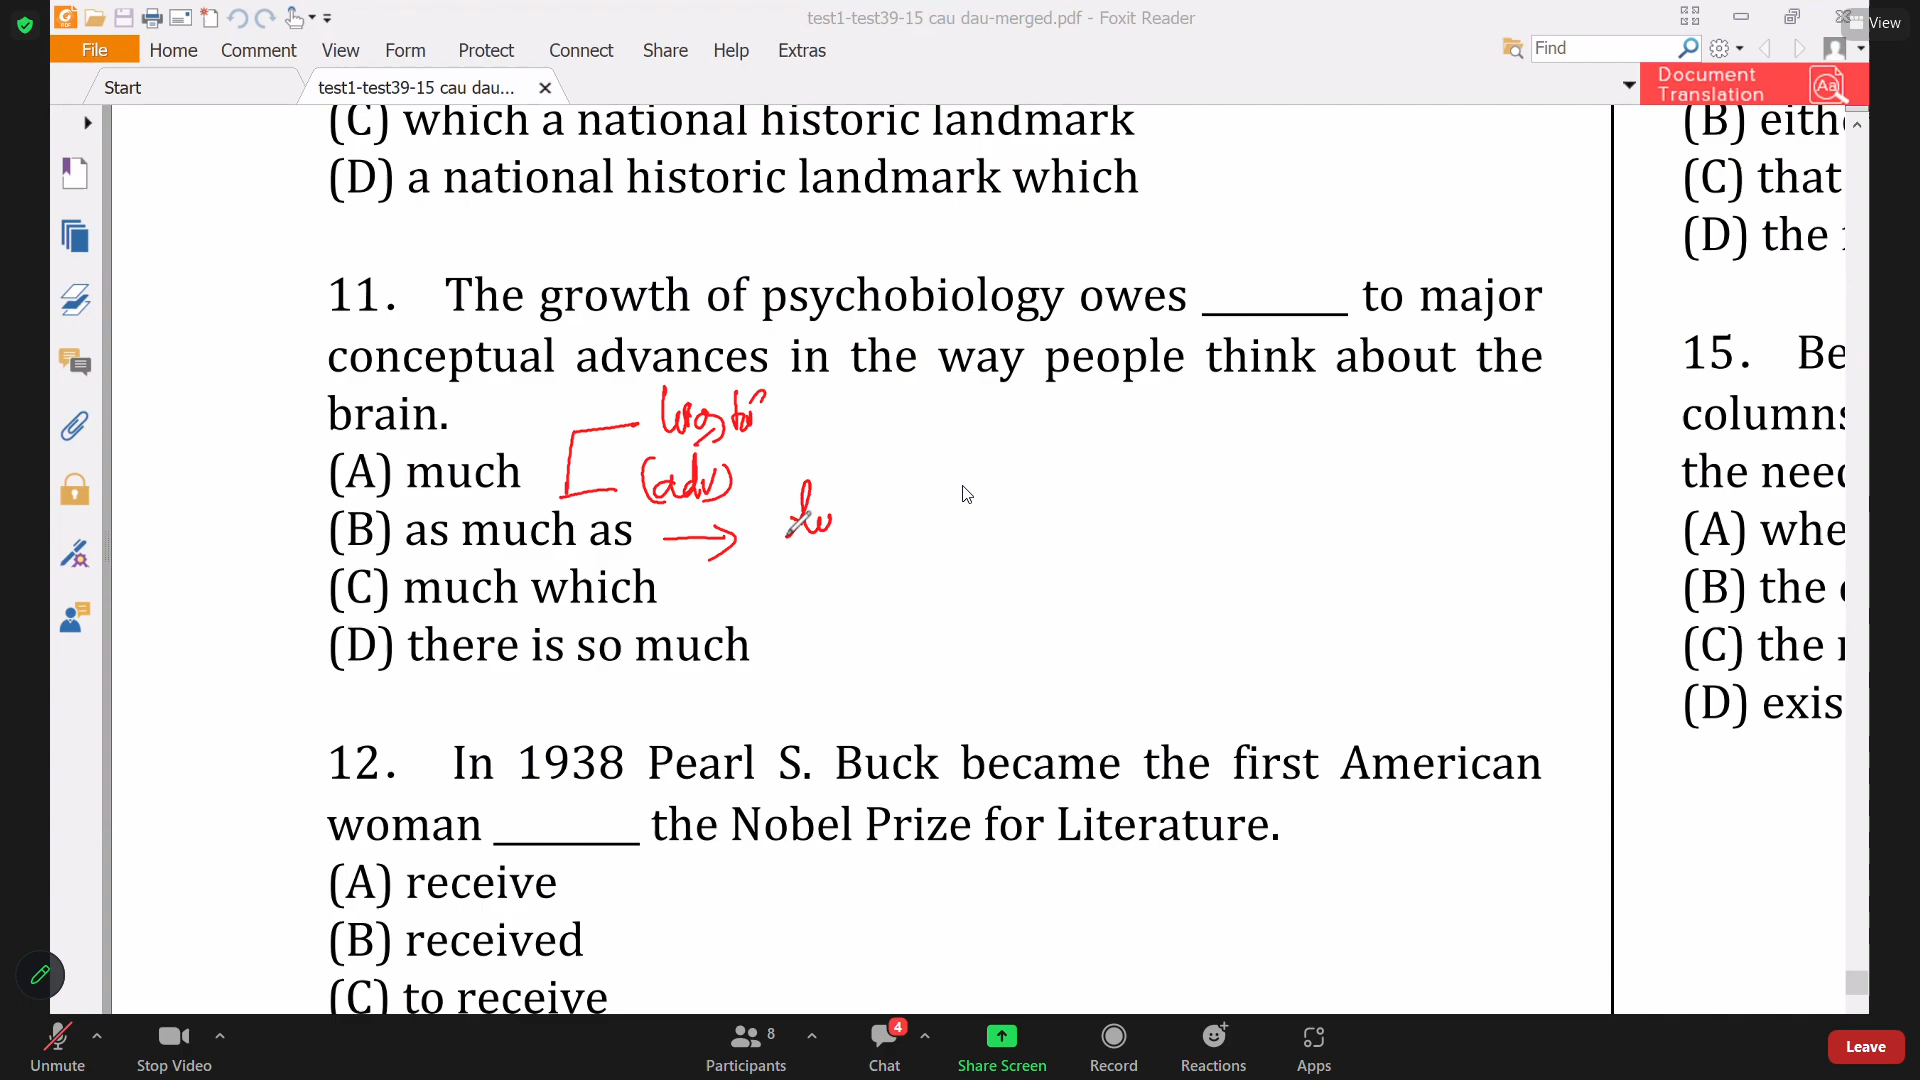 test1-test39-15 cau dau-merged.pdf - Foxit Reader
View
File Home Comment View Form Protect Connect Share Help Extras
Find
Start
test1-test39-15 cau dau...
Document
Translation
(C) which a national historic landmark
(D) a national historic landmark which
11. The growth of psychobiology owes ______ to major
conceptual advances in the way people think about the
brain.
(A) much
(adv)
(B) as much as
(C) much which
(D) there is so much
12. In 1938 Pearl S. Buck became the first American
woman ______ the Nobel Prize for Literature.
(A) receive
(B) received
(C) to receive
(B)
(C) that
(D) the
15. Be
columns
the need
(A) whe
(B) the
(C) the
(D) exis
Unmute
Stop Video
Participants
8
Chat
4
Share Screen
Record
Reactions
Apps
Leave